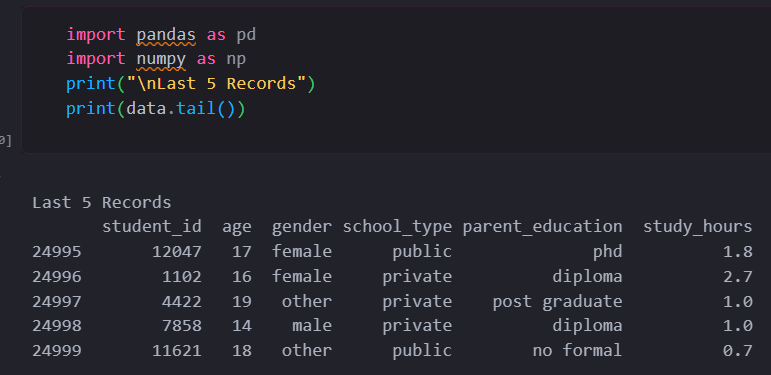 import pandas as pd
import numpy as np
print("\nLast 5 Records")
print(data.tail())
0]
Last 5 Records
student_id age gender school_type parent_education study_hours
24995 12047 17 female public phd 1.8
24996 1102 16 female private diploma 2.7
24997 4422 19 other private post graduate 1.0
24998 7858 14 male private diploma 1.0
24999 11621 18 other public no formal 0.7